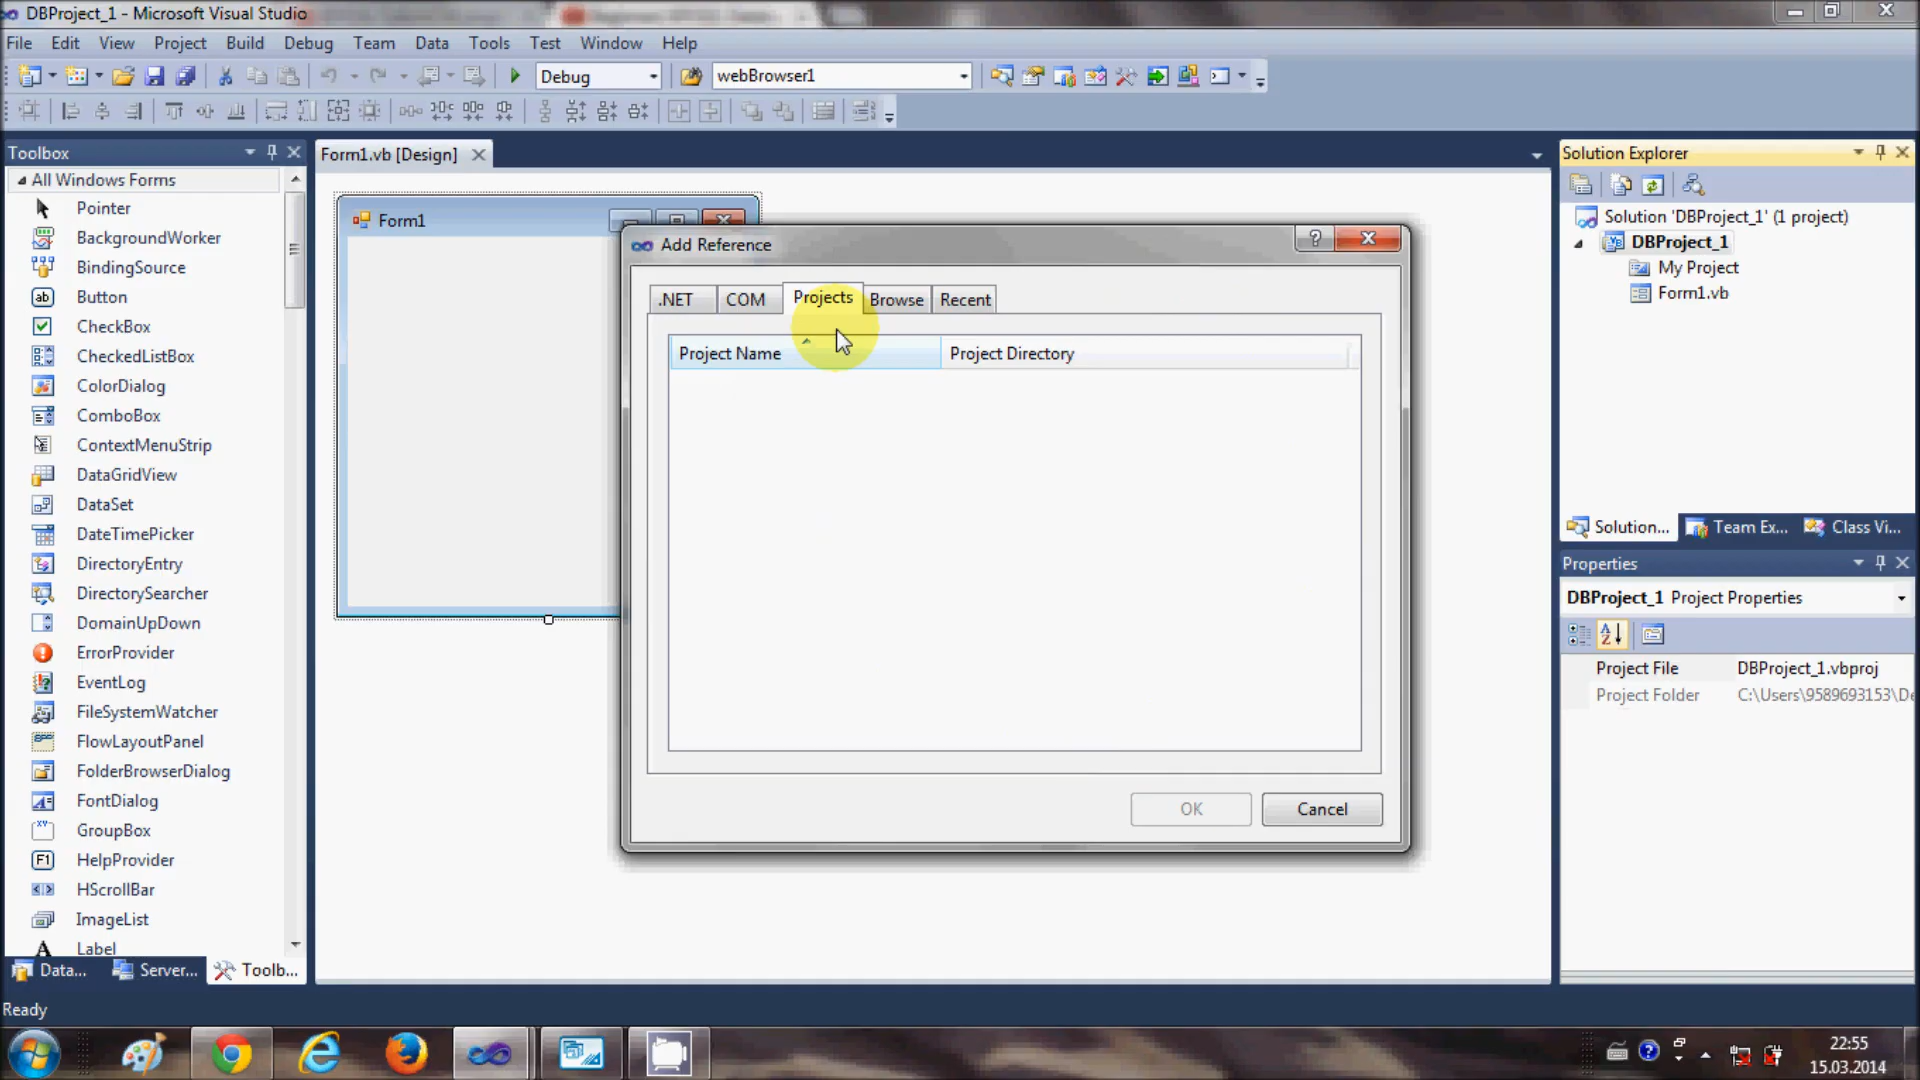 DBProject_1 - Microsoft Visual Studio
File Edit View Project Build Debug Team Data Tools Test Window Help
Debug webBrowser1
Toolbox
All Windows Forms
Pointer
BackgroundWorker
BindingSource
Button
CheckBox
CheckedListBox
ColorDialog
ComboBox
ContextMenuStrip
DataGridView
DataSet
DateTimePicker
DirectoryEntry
DirectorySearcher
DomainUpDown
ErrorProvider
EventLog
FileSystemWatcher
FlowLayoutPanel
FolderBrowserDialog
FontDialog
GroupBox
HelpProvider
HScrollBar
ImageList
Label
Data... Server... Toolb...
Form1.vb [Design]
Form1
Add Reference
.NET COM Projects Browse Recent
Project Name Project Directory
OK Cancel
Solution Explorer
Solution 'DBProject_1' (1 project)
DBProject_1
My Project
Form1.vb
Solution... Team Ex... Class Vi...
Properties
DBProject_1 Project Properties
Project File DBProject_1.vbproj
Project Folder C:\Users\9589693153\De
Ready
22:55
15.03.2014